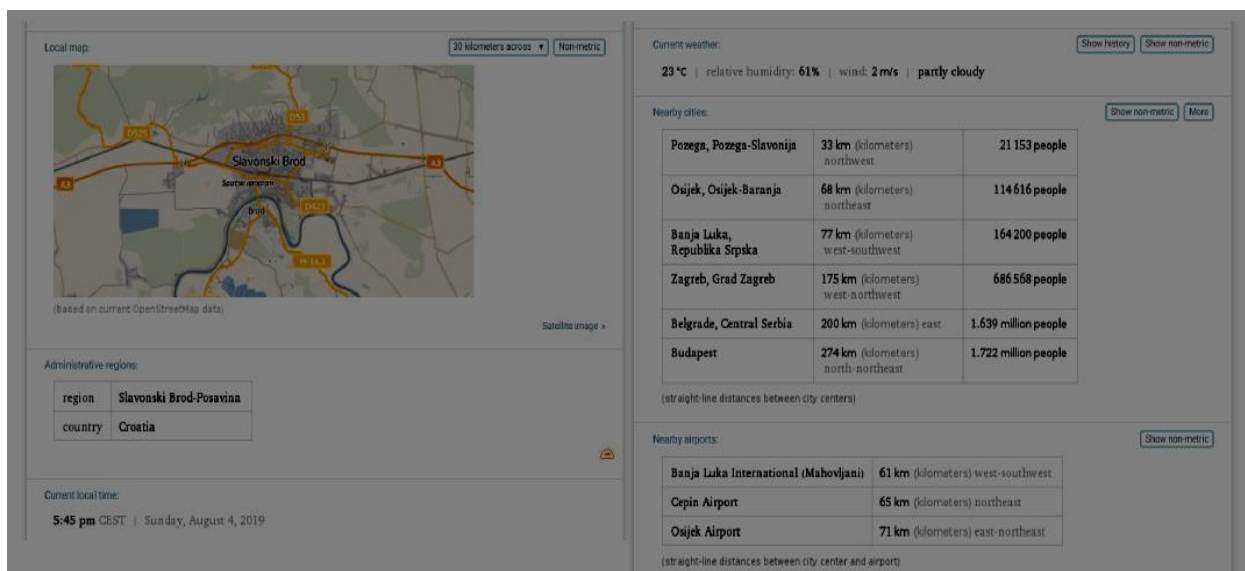 Local map:
30 kilometers across ▼
Non-metric
D53
D525
Slavonski Brod
A3
A3
Brod
D423
M-14.1
(based on current OpenStreetMap data)
Satellite image »
Administrative regions:
region Slavonski Brod-Posavina
country Croatia
Current local time:
5:45 pm CEST | Sunday, August 4, 2019
Current weather:
Show history
Show non-metric
23 °C | relative humidity: 61% | wind: 2 m/s | partly cloudy
Nearby cities:
Show non-metric
More
Pozega, Pozega-Slavonija 33 km (kilometers) 21 153 people
northwest
Osijek, Osijek-Baranja 68 km (kilometers) 114 616 people
northeast
Banja Luka, 77 km (kilometers) 164 200 people
Republika Srpska west-southwest
Zagreb, Grad Zagreb 175 km (kilometers) 686 568 people
west-northwest
Belgrade, Central Serbia 200 km (kilometers) east 1.639 million people
Budapest 274 km (kilometers) 1.722 million people
north-northeast
(straight-line distances between city centers)
Nearby airports:
Show non-metric
Banja Luka International (Mahovljani) 61 km (kilometers) west-southwest
Cepin Airport 65 km (kilometers) northeast
Osijek Airport 71 km (kilometers) east-northeast
(straight-line distances between city center and airport)